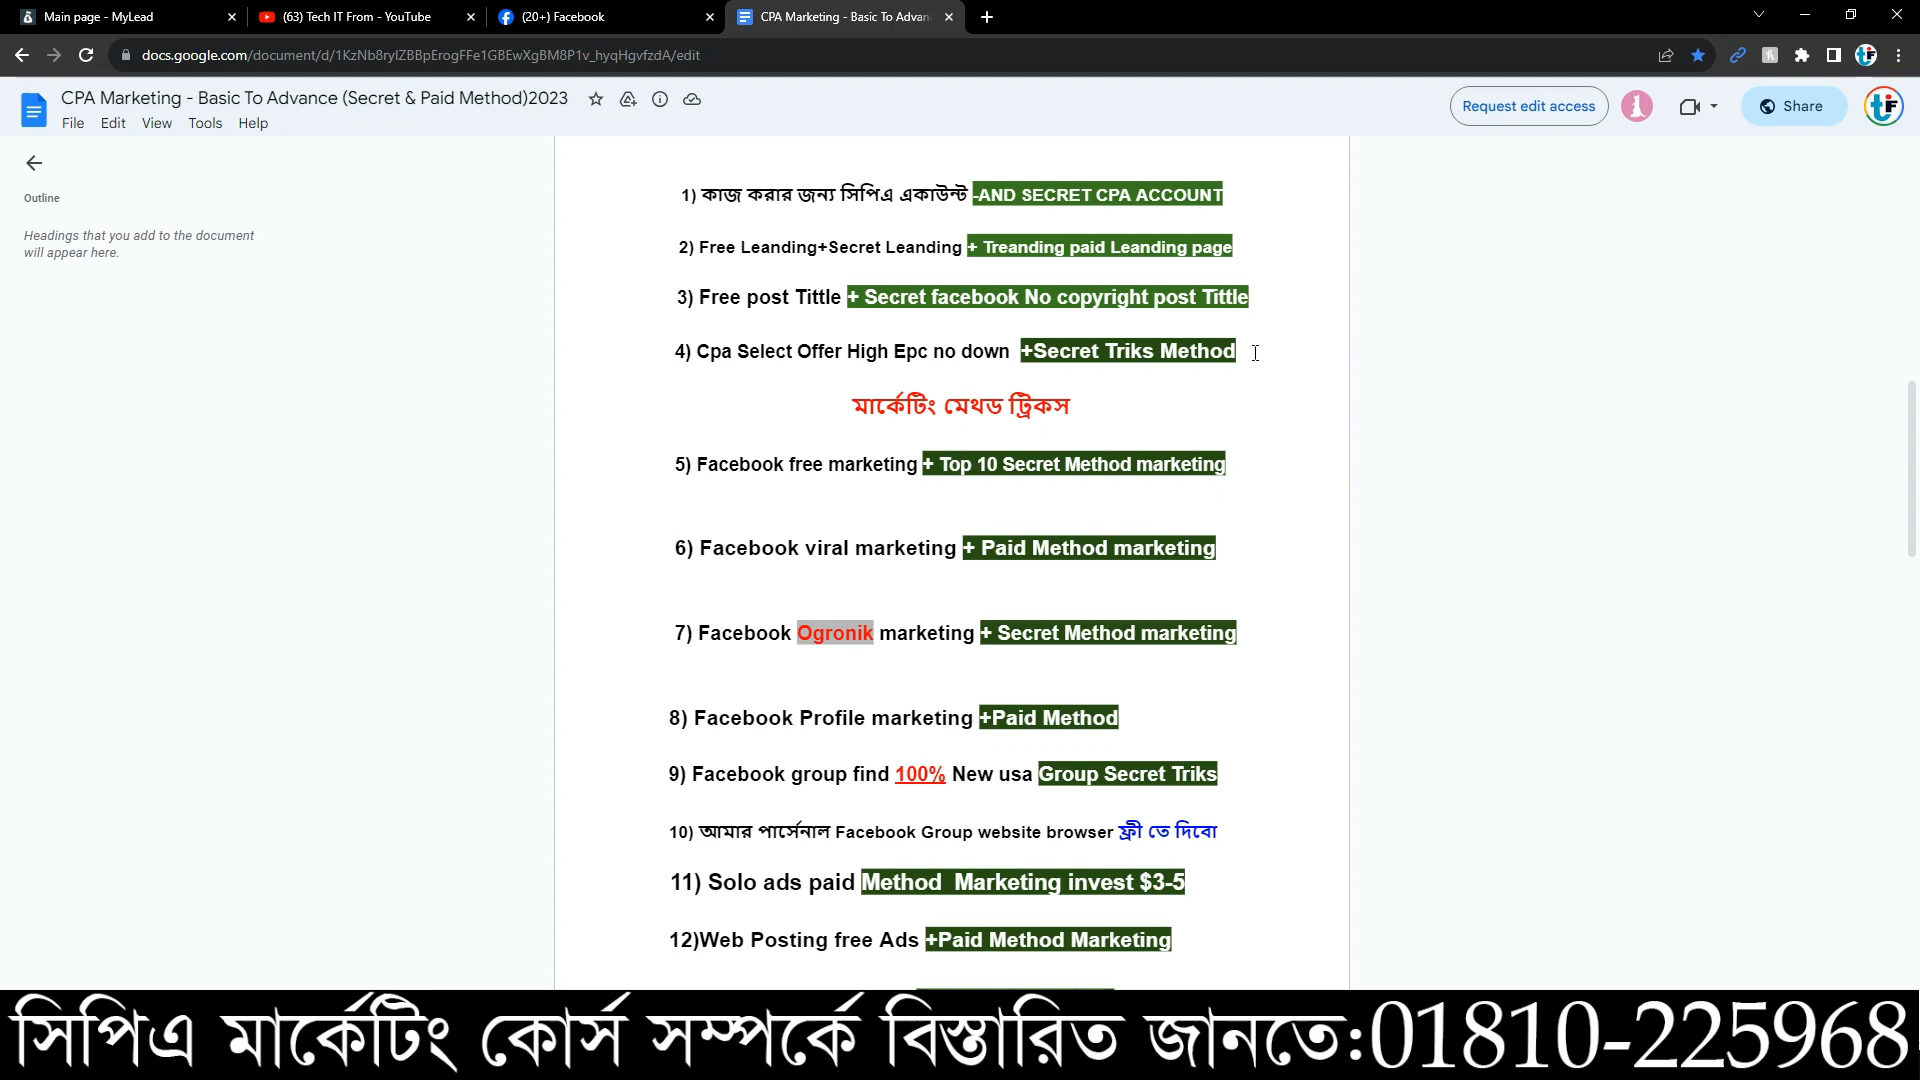 Main page - MyLead
(63) Tech IT From - YouTube
(20+) Facebook
CPA Marketing - Basic To Advan
docs.google.com/document/d/1KzNb8rylZBBpErogFFe1GBEwXgBM8P1v_hyqHgvfzdA/edit
CPA Marketing - Basic To Advance (Secret & Paid Method)2023
Request edit access
Share
File Edit View Tools Help
Outline
Headings that you add to the document
will appear here.
1) কাজ করার জন্য সিপিএ একাউন্ট -AND SECRET CPA ACCOUNT
2) Free Leanding+Secret Leanding + Treanding paid Leanding page
3) Free post Tittle + Secret facebook No copyright post Tittle
4) Cpa Select Offer High Epc no down +Secret Triks Method
মার্কেটিং মেথড ট্রিকস
5) Facebook free marketing + Top 10 Secret Method marketing
6) Facebook viral marketing + Paid Method marketing
7) Facebook Ogronik marketing + Secret Method marketing
8) Facebook Profile marketing +Paid Method
9) Facebook group find 100% New usa Group Secret Triks
10) আমার পার্সেনাল Facebook Group website browser ফ্রী তে দিবো
11) Solo ads paid Method Marketing invest $3-5
12)Web Posting free Ads +Paid Method Marketing
সিপিএ মার্কেটিং কোর্স সম্পর্কে বিস্তারিত জানতে:01810-225968